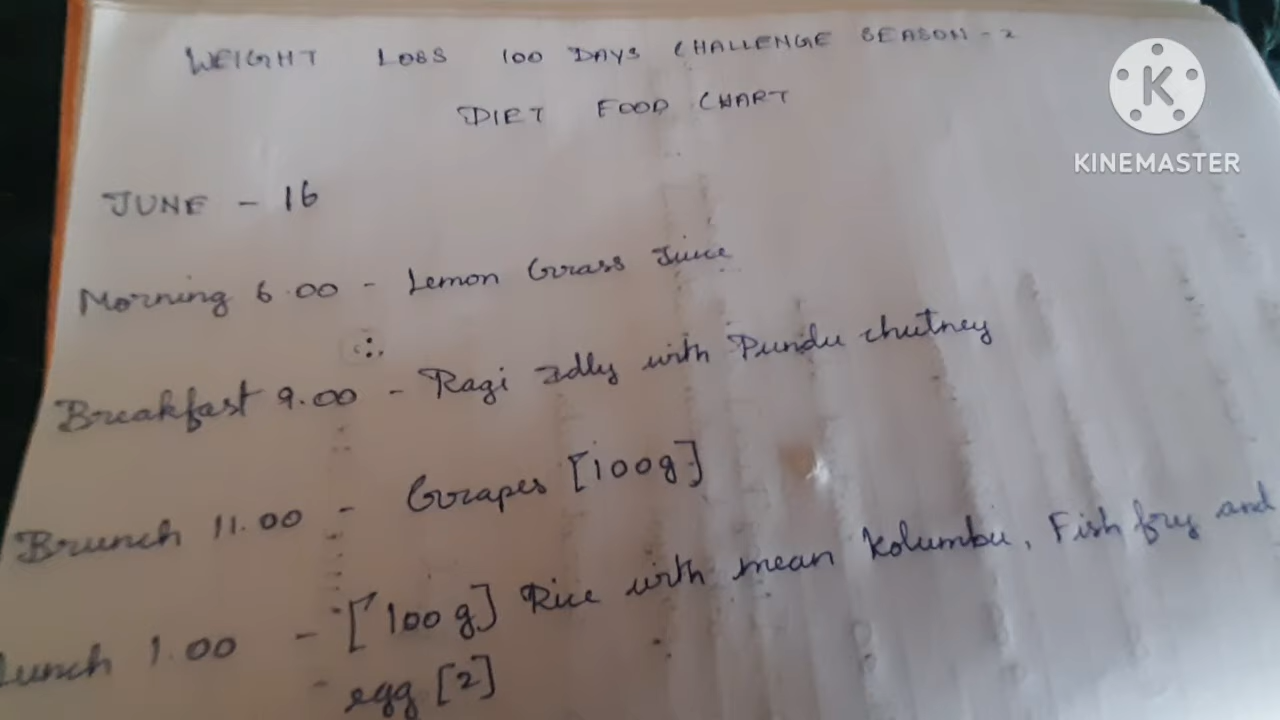 WEIGHT LOSS 100 DAYS CHALLENGE SEASON - 2
DIET FOOD CHART
K
KINEMASTER
JUNE - 16
Morning 6.00 - Lemon Grass Juice
Breakfast 9.00 - Ragi Idly with Pundu chutney
Brunch 11.00 - Grapes [100g]
Lunch 1.00 - [100g] Rice with mean kolumbu, Fish fry and
egg [2]